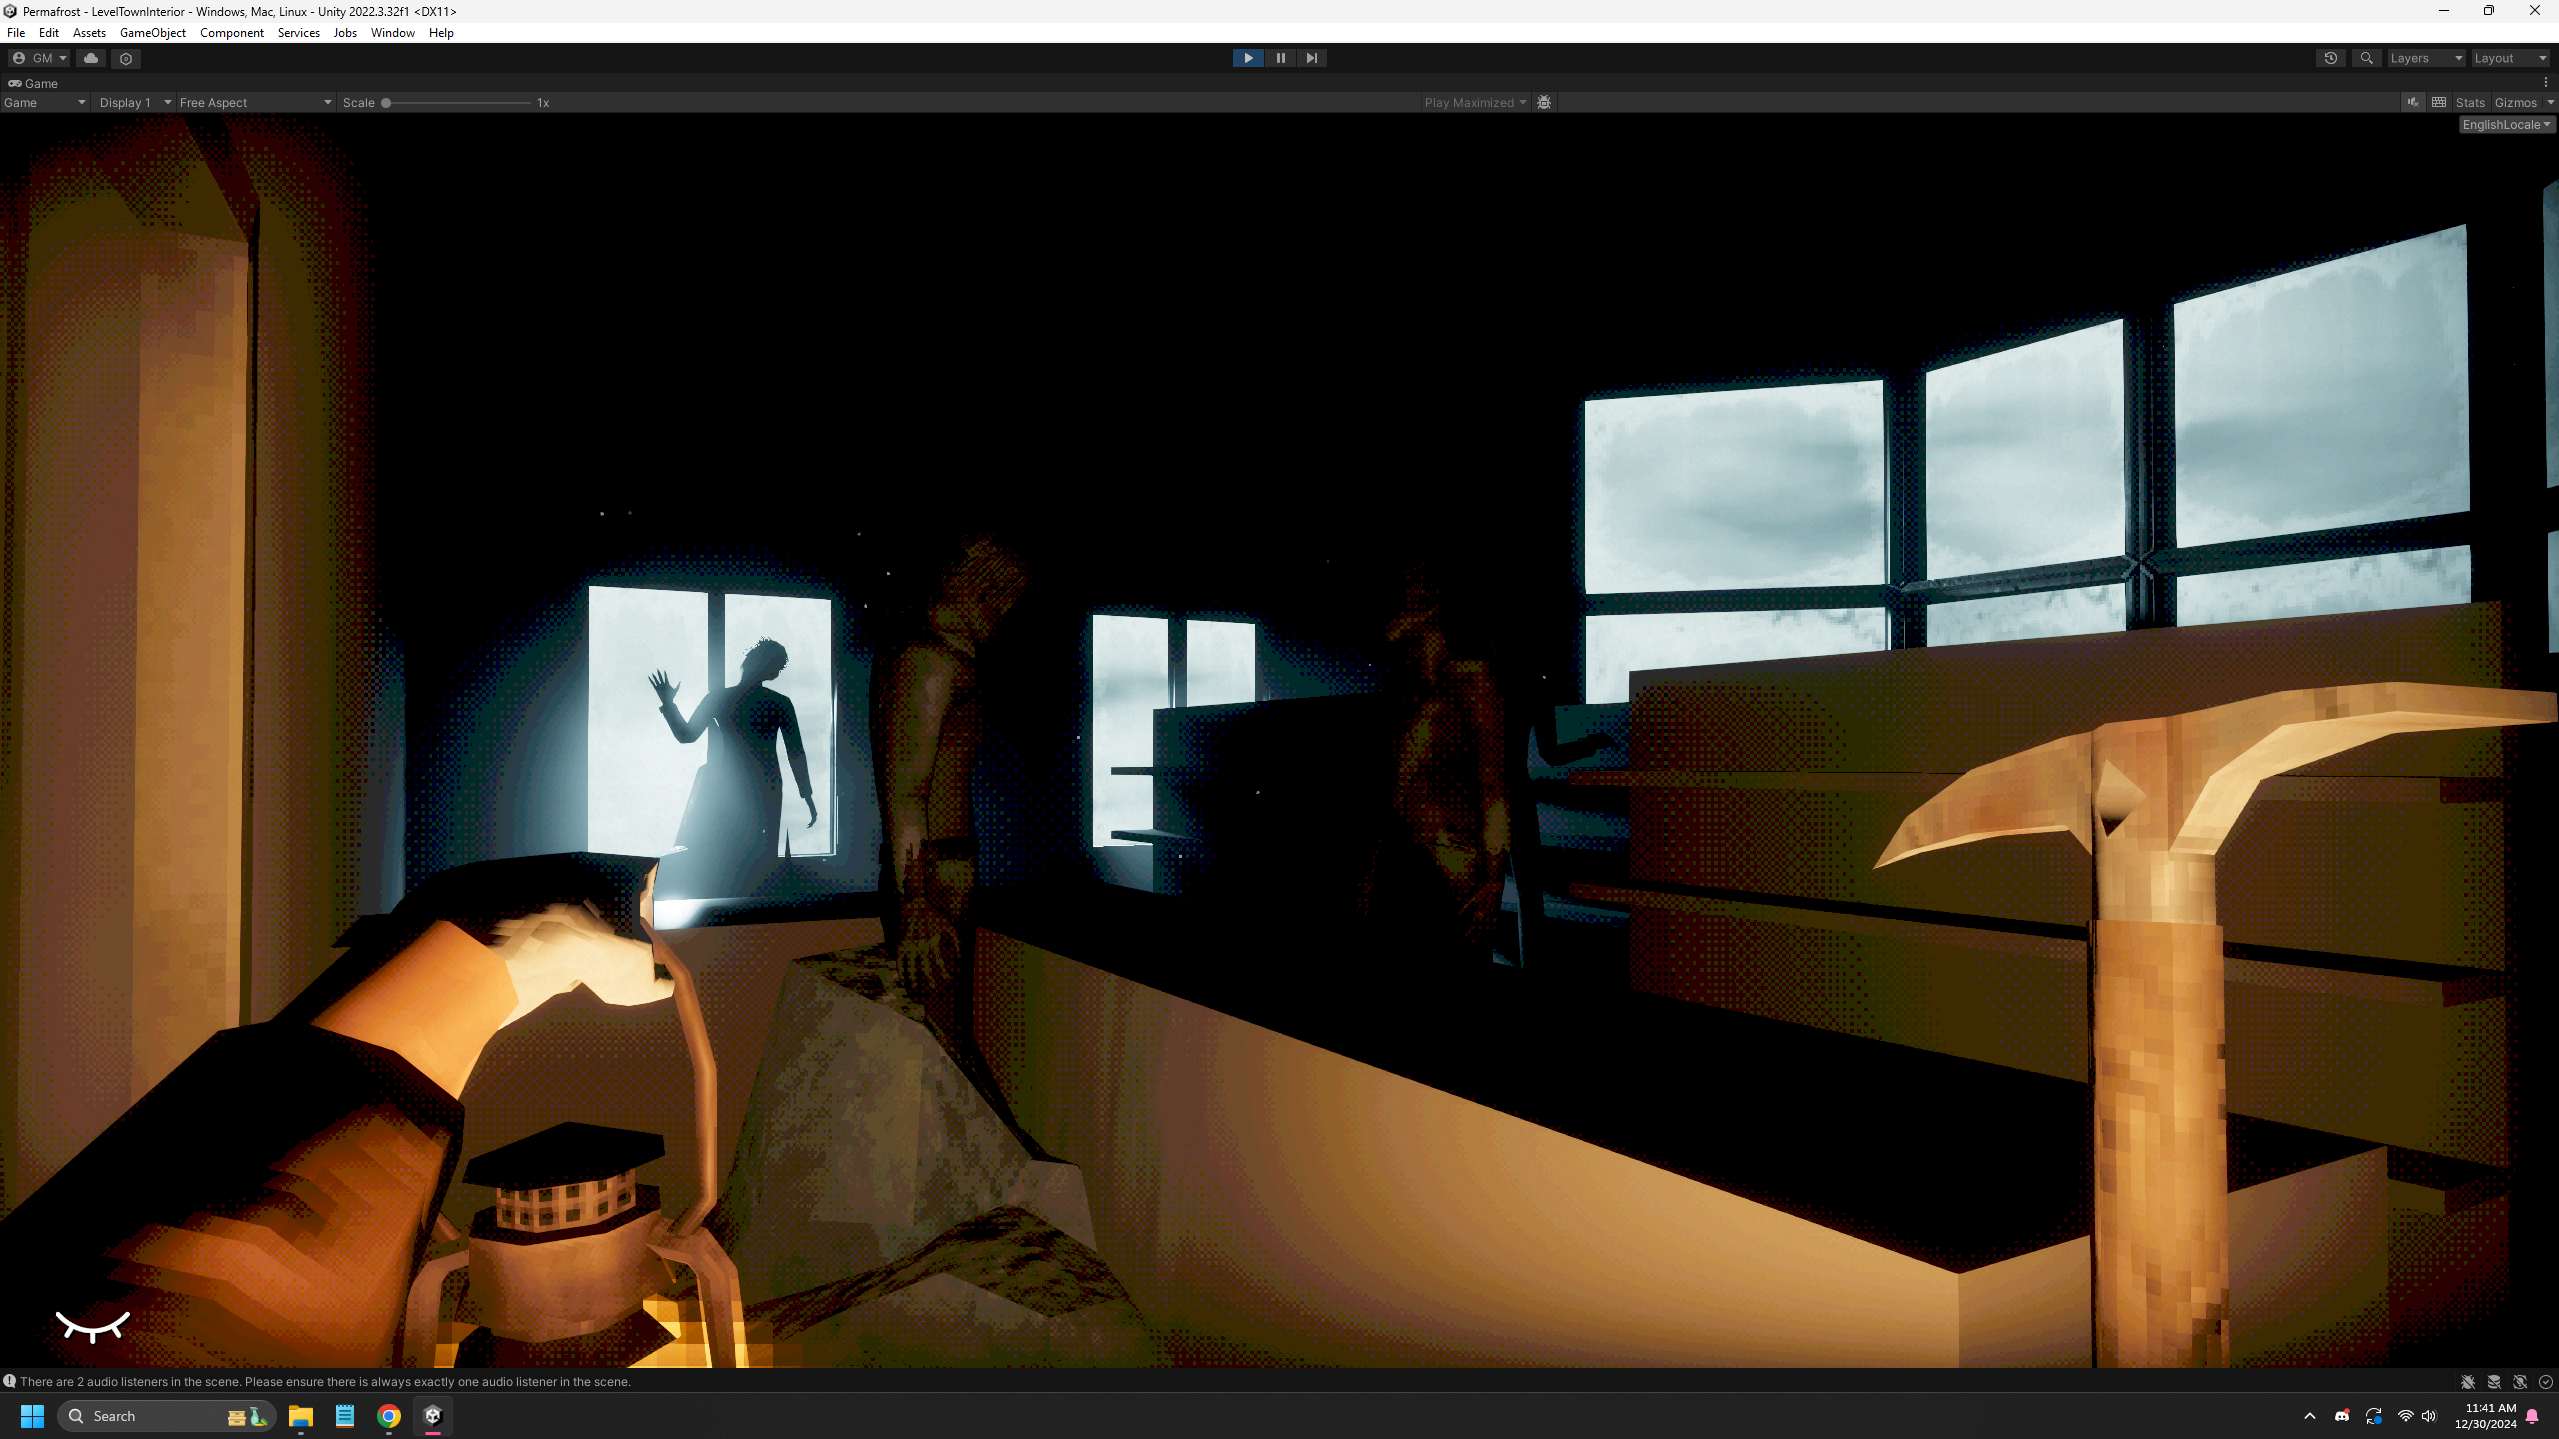 Permafrost - LevelTownInterior - Windows, Mac, Linux - Unity 2022.3.32f1 <DX11>
File Edit Assets GameObject Component Services Jobs Window Help
GM Layers Layout
Game
Game Display 1 Free Aspect Scale 1x Play Maximized Stats Gizmos
EnglishLocale
There are 2 audio listeners in the scene. Please ensure there is always exactly one audio listener in the scene.
Search
11:41 AM
12/30/2024